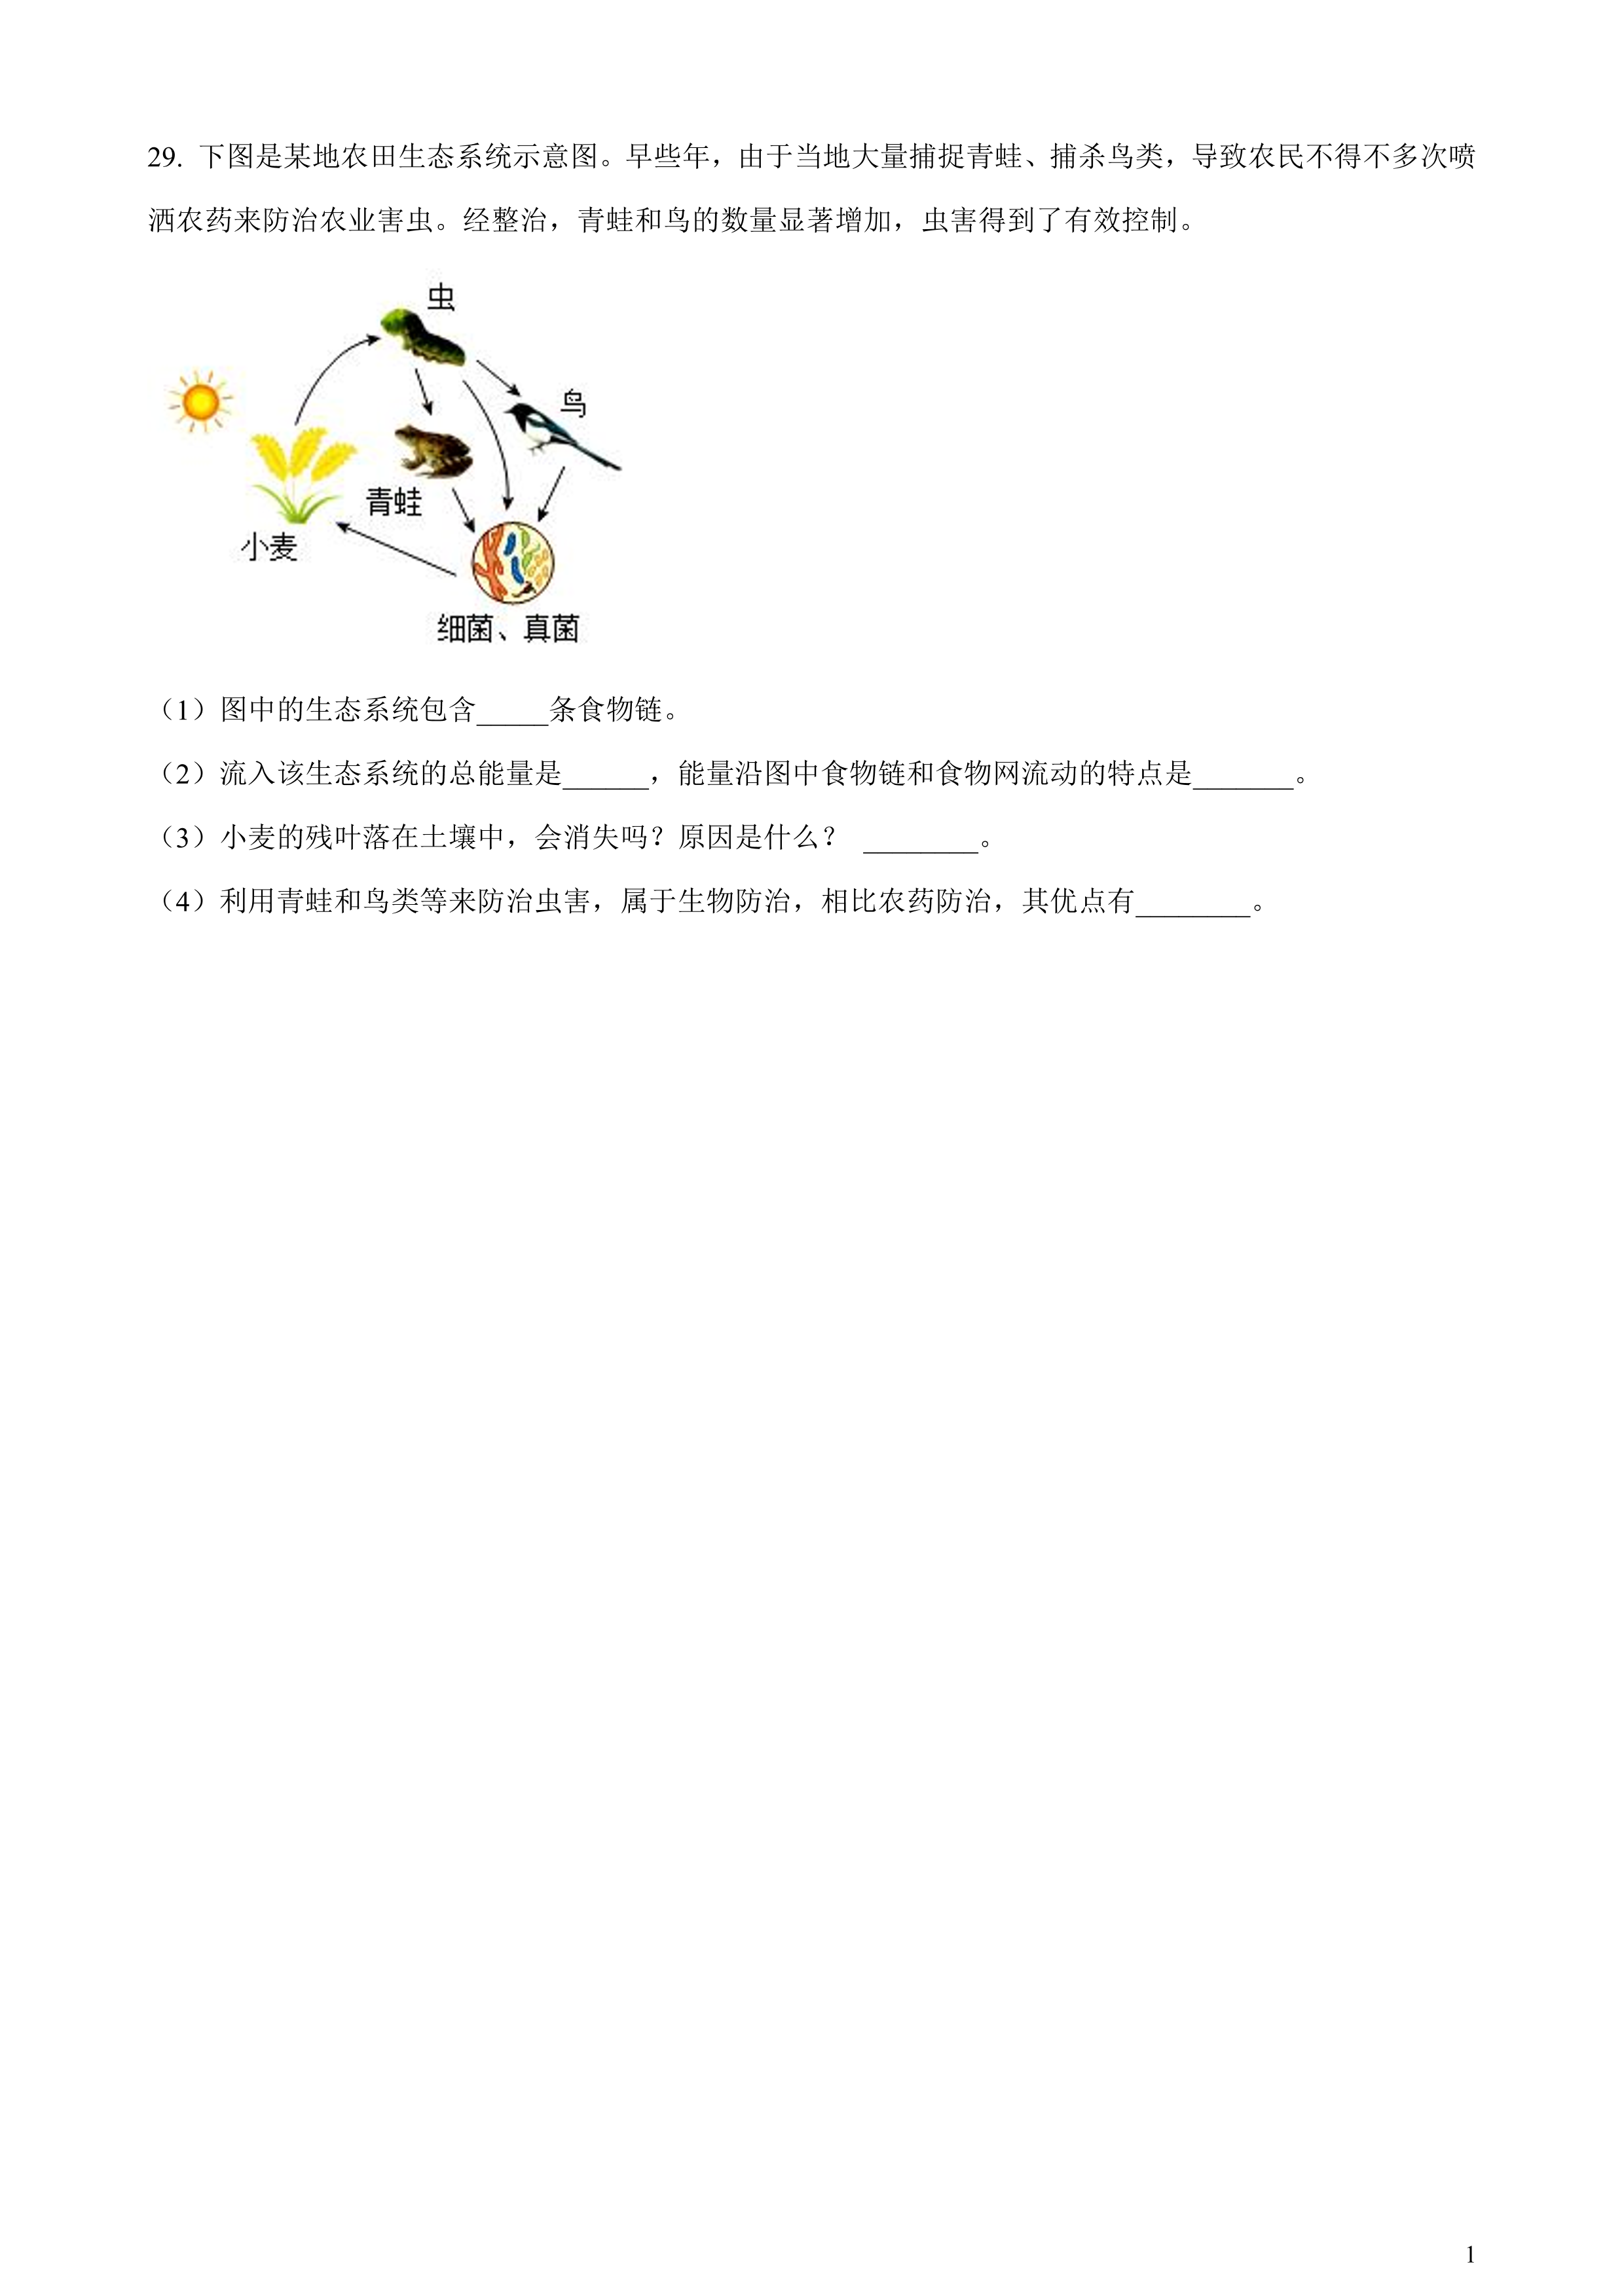 29. 下图是某地农田生态系统示意图。早些年，由于当地大量捕捉青蛙、捕杀鸟类，导致农民不得不多次喷
洒农药来防治农业害虫。经整治，青蛙和鸟的数量显著增加，虫害得到了有效控制。
虫
鸟
青蛙
小麦
细菌、真菌
（1）图中的生态系统包含_____条食物链。
（2）流入该生态系统的总能量是______，能量沿图中食物链和食物网流动的特点是_______。
（3）小麦的残叶落在土壤中，会消失吗？原因是什么？ ________。
（4）利用青蛙和鸟类等来防治虫害，属于生物防治，相比农药防治，其优点有________。
1